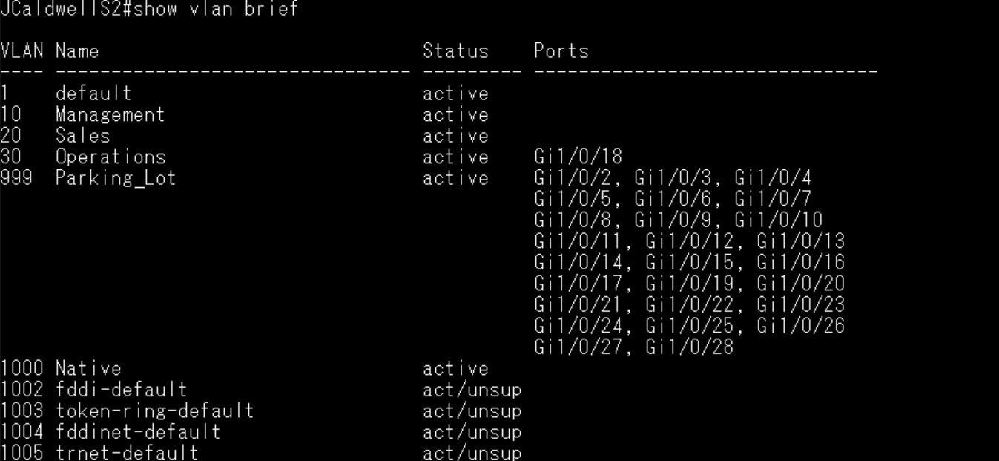 JCaldwellS2#show vlan brief
VLAN Name                             Status    Ports
---- -------------------------------- --------- -------------------------------
1    default                          active
10   Management                       active
20   Sales                            active
30   Operations                       active    Gi1/0/18
999  Parking_Lot                      active    Gi1/0/2, Gi1/0/3, Gi1/0/4
                                                Gi1/0/5, Gi1/0/6, Gi1/0/7
                                                Gi1/0/8, Gi1/0/9, Gi1/0/10
                                                Gi1/0/11, Gi1/0/12, Gi1/0/13
                                                Gi1/0/14, Gi1/0/15, Gi1/0/16
                                                Gi1/0/17, Gi1/0/19, Gi1/0/20
                                                Gi1/0/21, Gi1/0/22, Gi1/0/23
                                                Gi1/0/24, Gi1/0/25, Gi1/0/26
                                                Gi1/0/27, Gi1/0/28
1000 Native                           active
1002 fddi-default                     act/unsup
1003 token-ring-default               act/unsup
1004 fddinet-default                  act/unsup
1005 trnet-default                    act/unsup